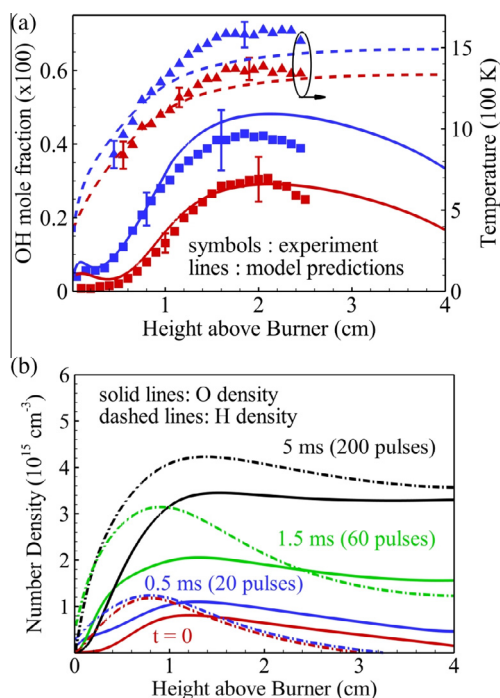 (a)
0.6
0.4
0.2
0
OH mole fraction (x100)
15
10
5
0
Temperature (100 K)
symbols : experiment
lines : model predictions
0 1 2 3 4
Height above Burner (cm)
(b)
6
5
4
3
2
1
Number Density (10¹⁵ cm⁻³)
solid lines: O density
dashed lines: H density
5 ms (200 pulses)
1.5 ms (60 pulses)
0.5 ms (20 pulses)
t = 0
0 1 2 3 4
Height above Burner (cm)